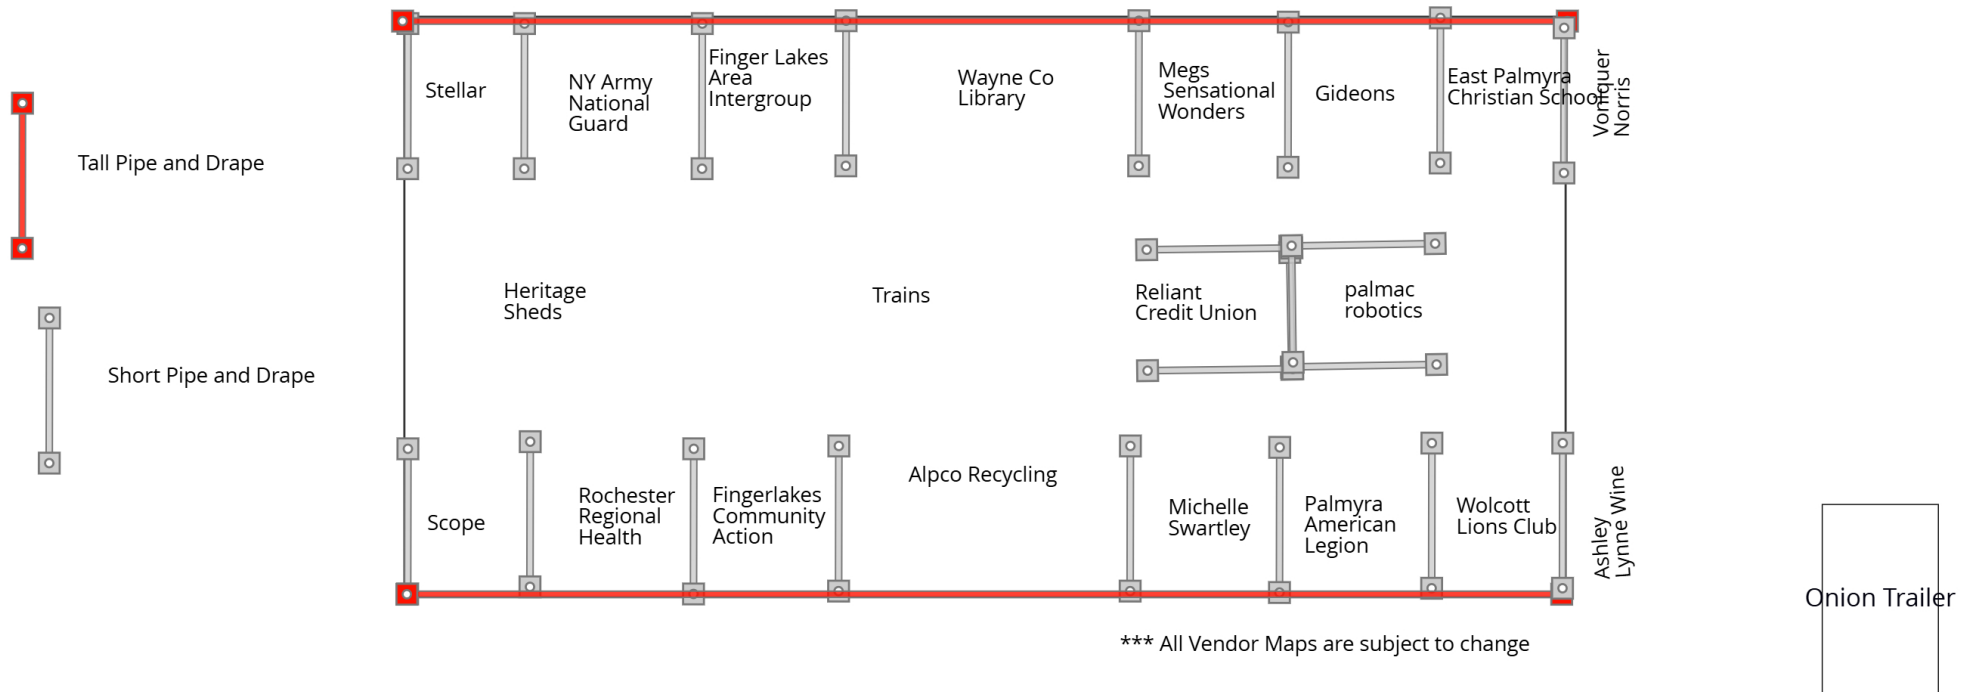 Tall Pipe and Drape
Short Pipe and Drape
Stellar
NY Army
National
Guard
Finger Lakes
Area
Intergroup
Wayne Co
Library
Megs
Sensational
Wonders
Gideons
East Palmyra
Christian School
Voniquer
Norris
Heritage
Sheds
Trains
Reliant
Credit Union
palmac
robotics
Scope
Rochester
Regional
Health
Fingerlakes
Community
Action
Alpco Recycling
Michelle
Swartley
Palmyra
American
Legion
Wolcott
Lions Club
Ashley
Lynne Wine
Onion Trailer
*** All Vendor Maps are subject to change